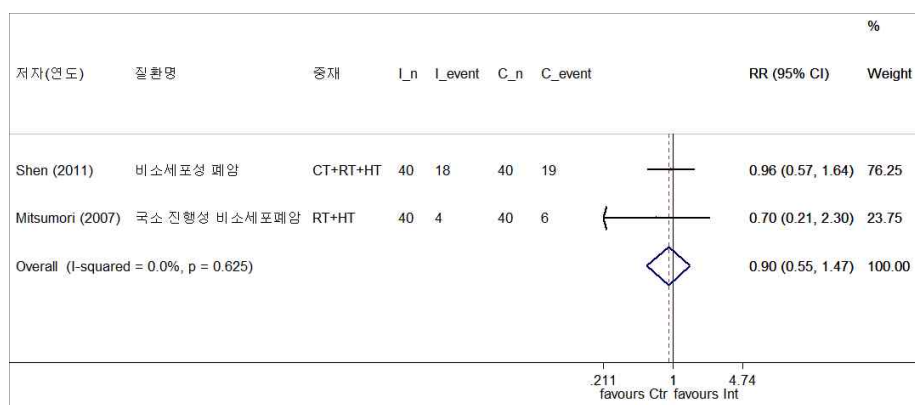 %
저자(연도) 질환명 중재 I_n I_event C_n C_event RR (95% CI) Weight
Shen (2011) 비소세포성 폐암 CT+RT+HT 40 18 40 19 0.96 (0.57, 1.64) 76.25
Mitsumori (2007) 국소 진행성 비소세포폐암 RT+HT 40 4 40 6 0.70 (0.21, 2.30) 23.75
Overall (I-squared = 0.0%, p = 0.625) 0.90 (0.55, 1.47) 100.00
.211 1 4.74
favours Ctr favours Int